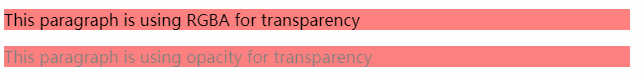 This paragraph is using RGBA for transparency
This paragraph is using opacity for transparency